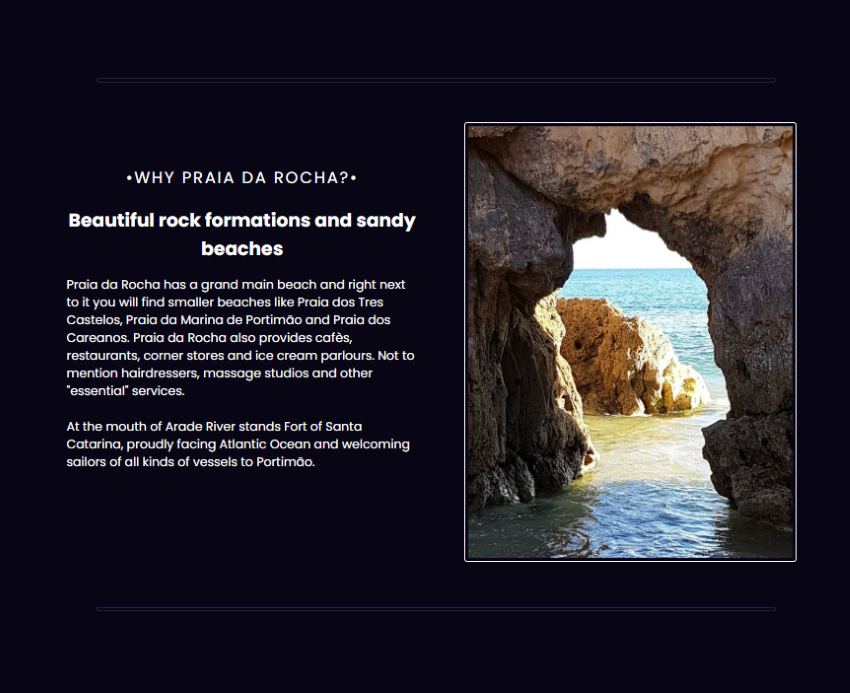 •WHY PRAIA DA ROCHA?•
Beautiful rock formations and sandy
beaches
Praia da Rocha has a grand main beach and right next
to it you will find smaller beaches like Praia dos Tres
Castelos, Praia da Marina de Portimão and Praia dos
Careanos. Praia da Rocha also provides cafès,
restaurants, corner stores and ice cream parlours. Not to
mention hairdressers, massage studios and other
"essential" services.
At the mouth of Arade River stands Fort of Santa
Catarina, proudly facing Atlantic Ocean and welcoming
sailors of all kinds of vessels to Portimão.